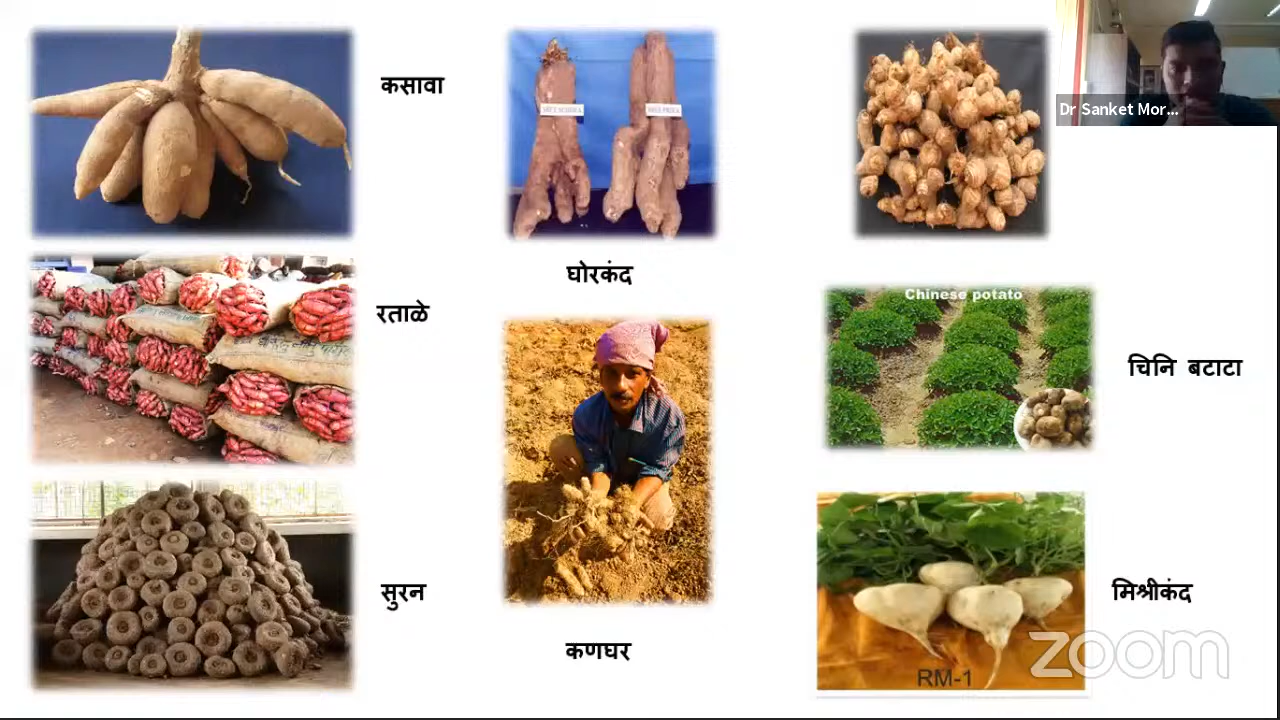 कसावा
घोरकंद
Dr Sanket Mor...
रताळे
Chinese potato
चिनि बटाटा
सुरन
कणघर
मिश्रीकंद
RM-1
zoom